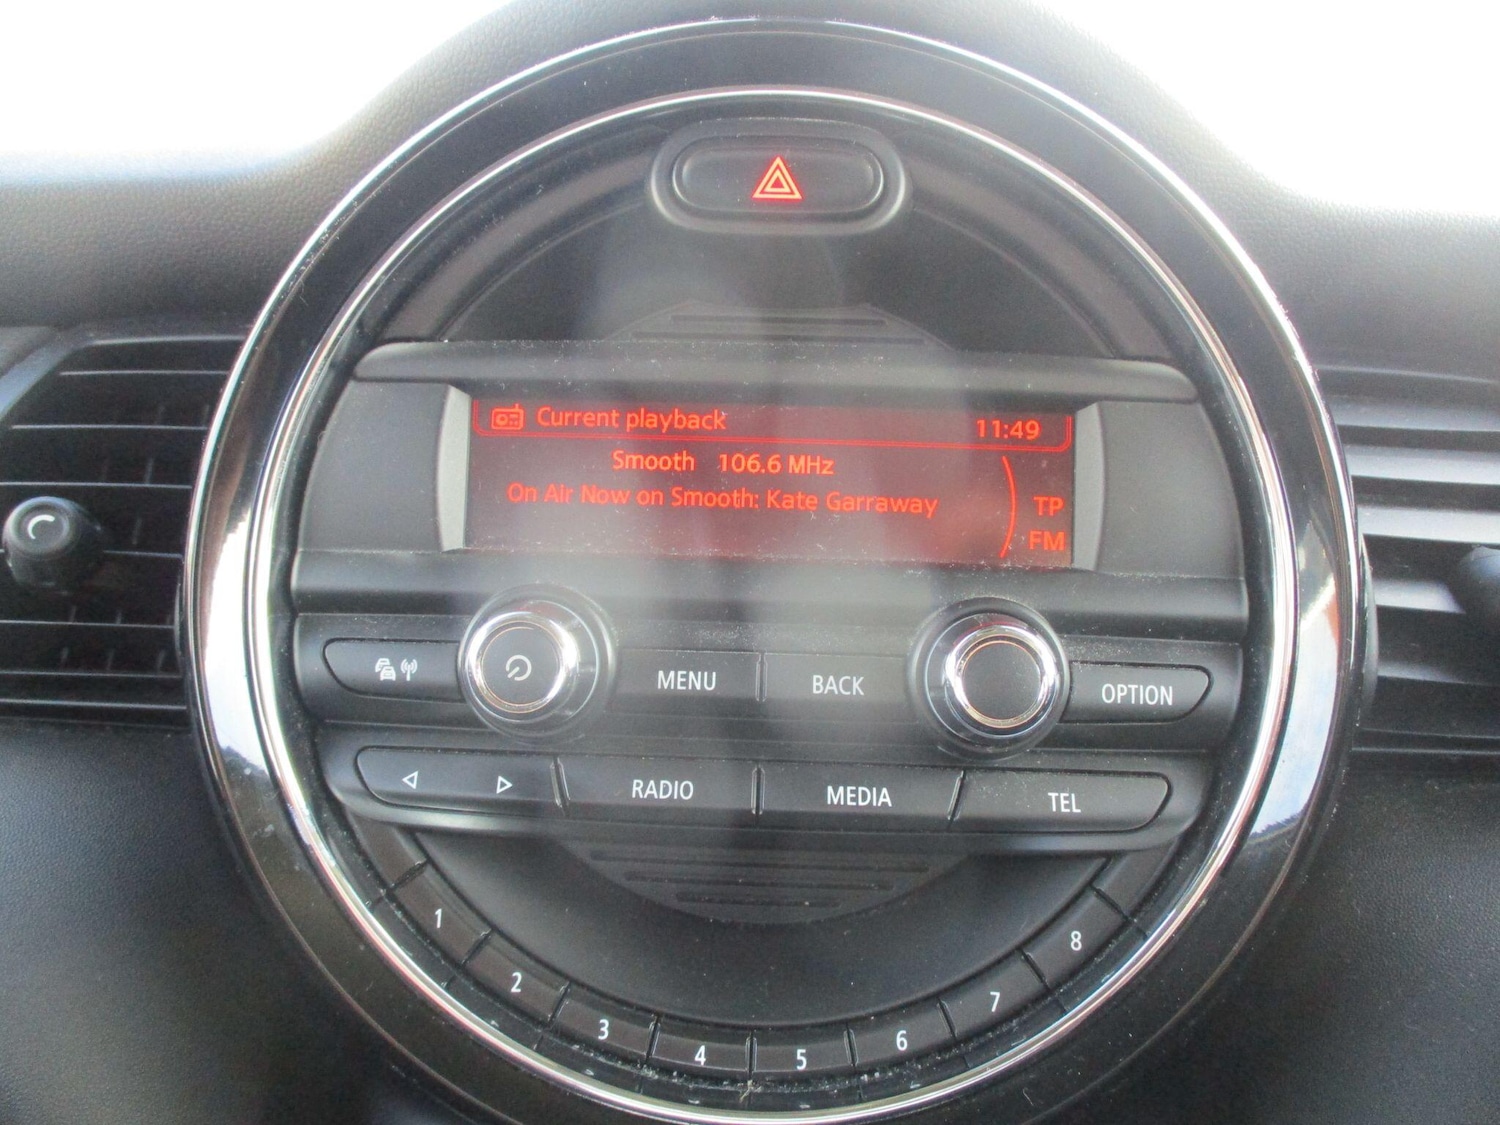 Current playback 11:49
Smooth 106.6 MHz
On Air Now on Smooth: Kate Garraway
TP
FM
MENU BACK OPTION
RADIO MEDIA TEL
1 2 3 4 5 6 7 8